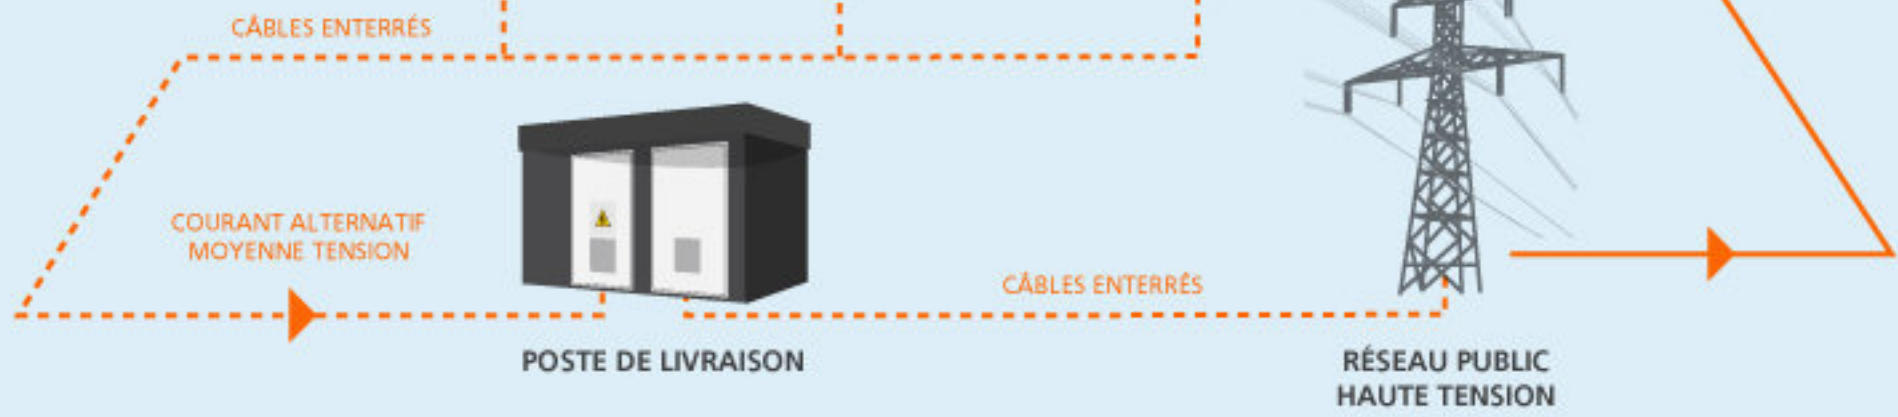 CÂBLES ENTERRÉS
COURANT ALTERNATIF
MOYENNE TENSION
CÂBLES ENTERRÉS
POSTE DE LIVRAISON
RÉSEAU PUBLIC
HAUTE TENSION